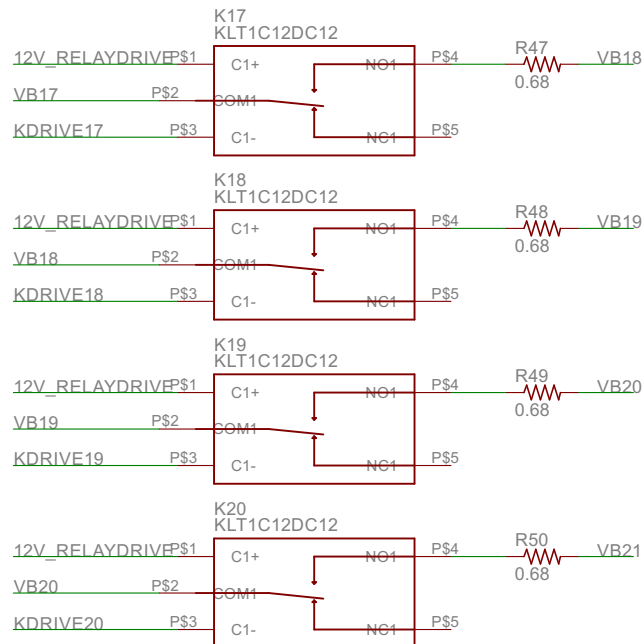 K17
KLT1C12DC12
12V_RELAYDRIVE P$1 C1+ NO1 P$4 R47 0.68 VB18
VB17 P$2 COM1
KDRIVE17 P$3 C1- NC1 P$5
K18
KLT1C12DC12
12V_RELAYDRIVE P$1 C1+ NO1 P$4 R48 0.68 VB19
VB18 P$2 COM1
KDRIVE18 P$3 C1- NC1 P$5
K19
KLT1C12DC12
12V_RELAYDRIVE P$1 C1+ NO1 P$4 R49 0.68 VB20
VB19 P$2 COM1
KDRIVE19 P$3 C1- NC1 P$5
K20
KLT1C12DC12
12V_RELAYDRIVE P$1 C1+ NO1 P$4 R50 0.68 VB21
VB20 P$2 COM1
KDRIVE20 P$3 C1- NC1 P$5